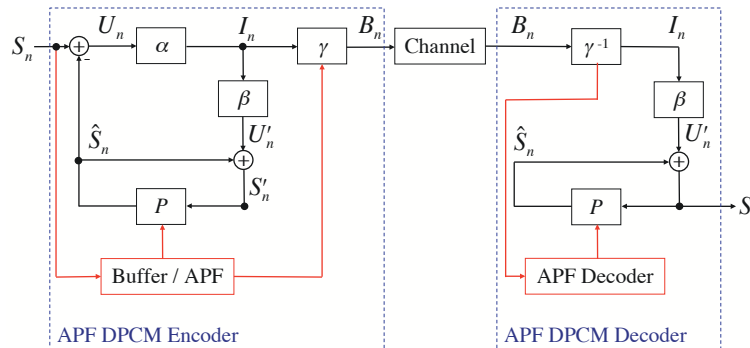 U_n α I_n γ B_n Channel B_n γ⁻¹ I_n
S_n
-
β β
Ŝ_n U'_n Ŝ_n U'_n
S'_n
P P S
Buffer / APF APF Decoder
APF DPCM Encoder APF DPCM Decoder